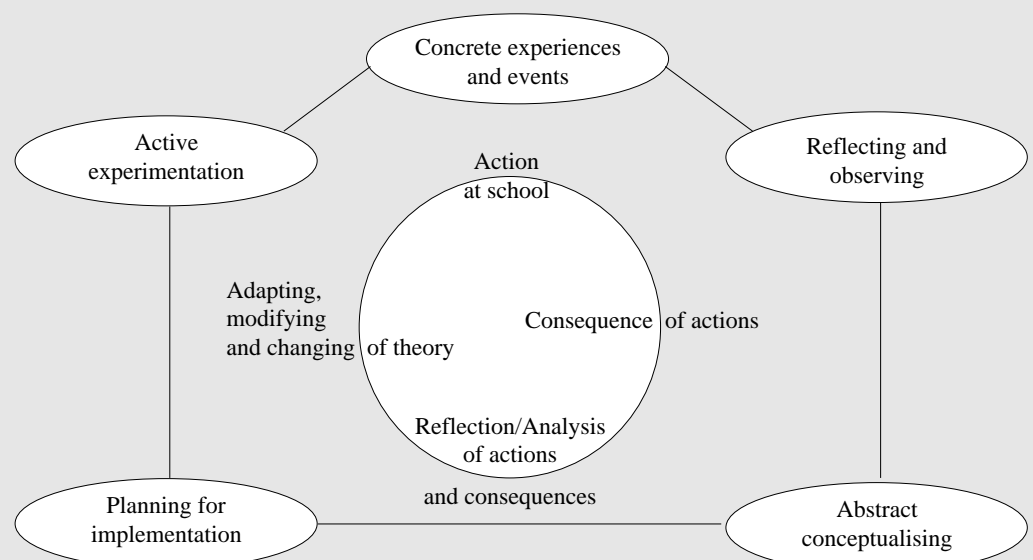 Concrete experiences
and events
Active
experimentation
Reflecting and
observing
Action
at school
Adapting,
modifying
and changing of theory
Consequence of actions
Reflection/Analysis
of actions
and consequences
Planning for
implementation
Abstract
conceptualising